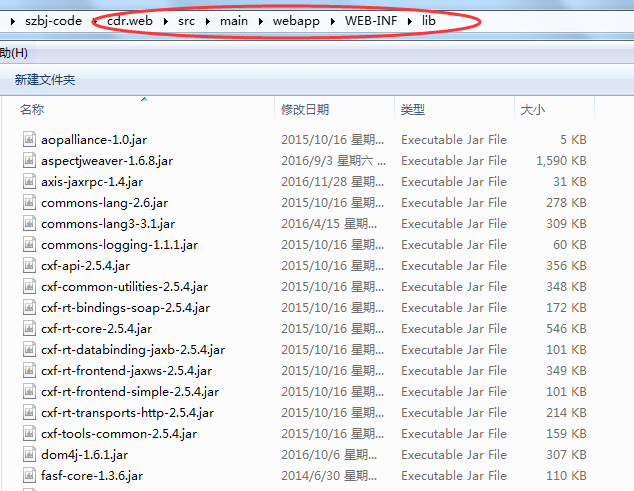 szbj-code cdr.web src main webapp WEB-INF lib
助(H)
新建文件夹
名称 修改日期 类型 大小
aopalliance-1.0.jar 2015/10/16 星期... Executable Jar File 5 KB
aspectjweaver-1.6.8.jar 2016/9/3 星期六 ... Executable Jar File 1,590 KB
axis-jaxrpc-1.4.jar 2016/11/28 星期... Executable Jar File 31 KB
commons-lang-2.6.jar 2015/10/16 星期... Executable Jar File 278 KB
commons-lang3-3.1.jar 2016/4/15 星期... Executable Jar File 309 KB
commons-logging-1.1.1.jar 2015/10/16 星期... Executable Jar File 60 KB
cxf-api-2.5.4.jar 2015/10/16 星期... Executable Jar File 356 KB
cxf-common-utilities-2.5.4.jar 2015/10/16 星期... Executable Jar File 348 KB
cxf-rt-bindings-soap-2.5.4.jar 2015/10/16 星期... Executable Jar File 172 KB
cxf-rt-core-2.5.4.jar 2015/10/16 星期... Executable Jar File 546 KB
cxf-rt-databinding-jaxb-2.5.4.jar 2015/10/16 星期... Executable Jar File 101 KB
cxf-rt-frontend-jaxws-2.5.4.jar 2015/10/16 星期... Executable Jar File 349 KB
cxf-rt-frontend-simple-2.5.4.jar 2015/10/16 星期... Executable Jar File 101 KB
cxf-rt-transports-http-2.5.4.jar 2015/10/16 星期... Executable Jar File 214 KB
cxf-tools-common-2.5.4.jar 2015/10/16 星期... Executable Jar File 159 KB
dom4j-1.6.1.jar 2016/10/6 星期... Executable Jar File 307 KB
fasf-core-1.3.6.jar 2014/6/30 星期... Executable Jar File 110 KB